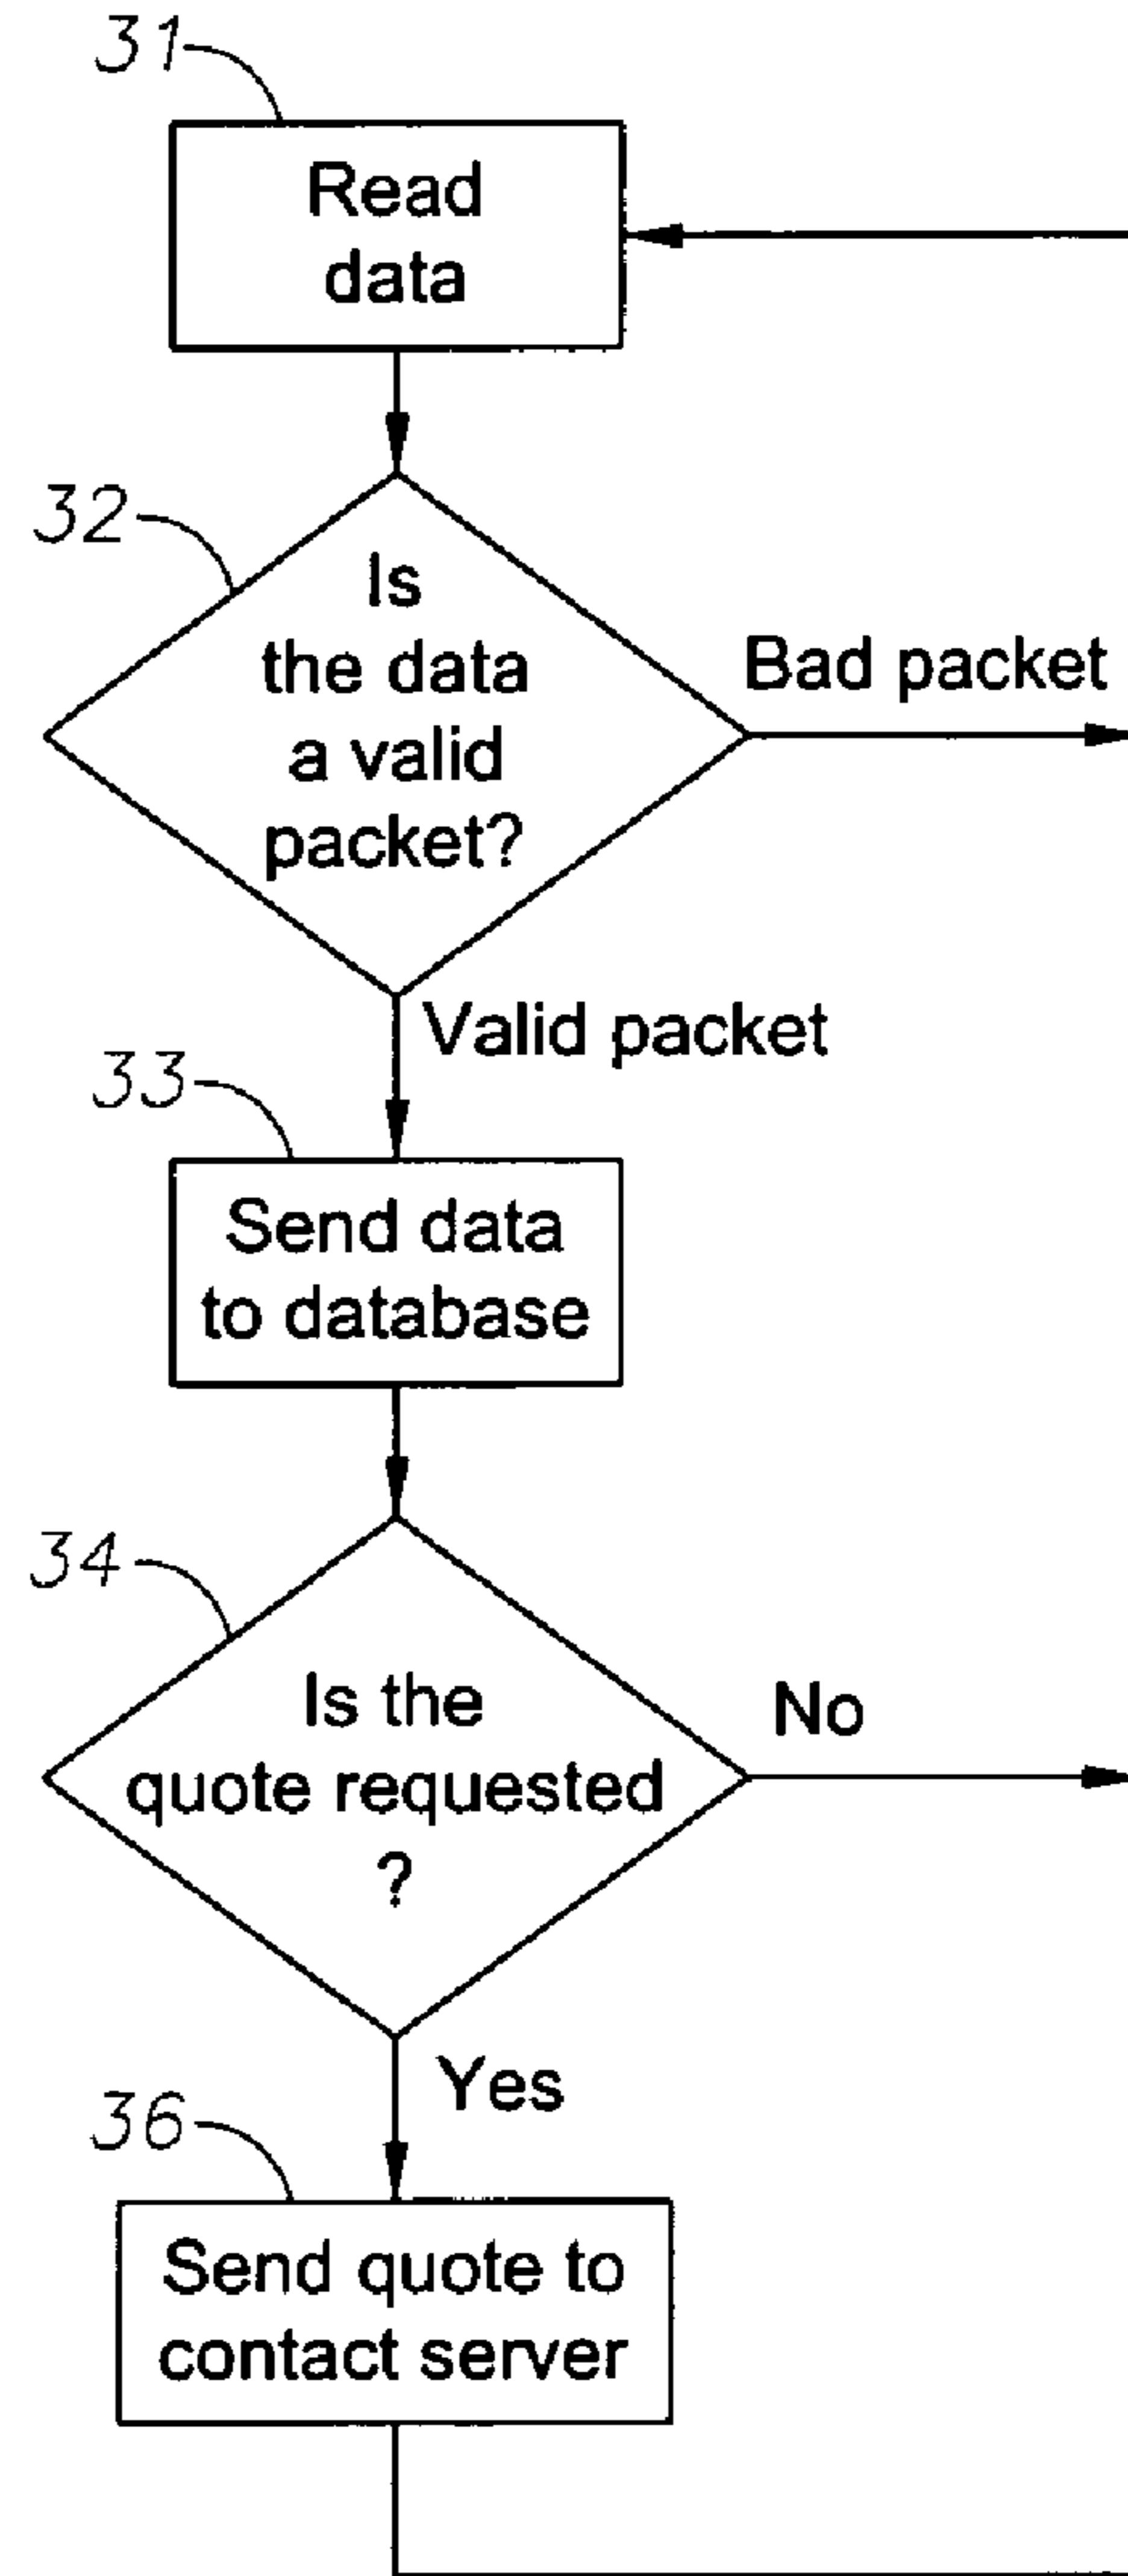 31
Read
data
32
Is
the data
a valid
packet?
Bad packet
Valid packet
33
Send data
to database
34
Is the
quote requested
?
No
Yes
36
Send quote to
contact server